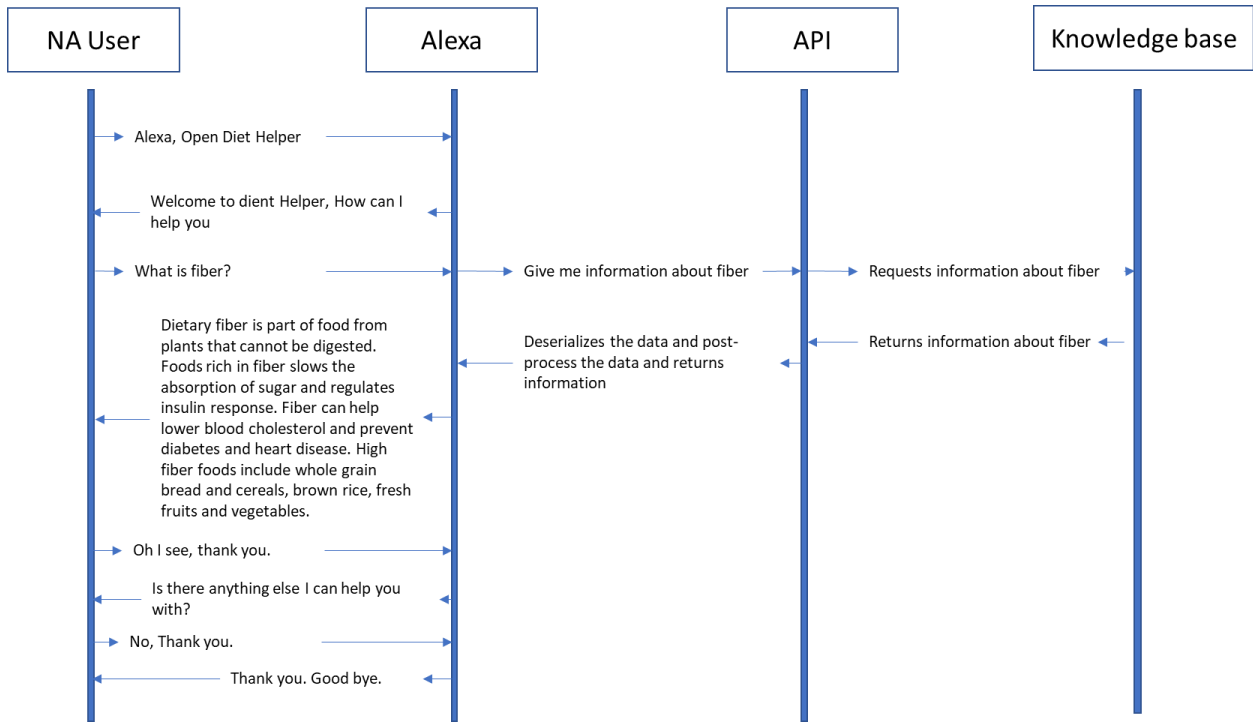 NA User
Alexa
API
Knowledge base
Alexa, Open Diet Helper
Welcome to dient Helper, How can I
help you
What is fiber?
Give me information about fiber
Requests information about fiber
Returns information about fiber
Deserializes the data and post-
process the data and returns
information
Dietary fiber is part of food from
plants that cannot be digested.
Foods rich in fiber slows the
absorption of sugar and regulates
insulin response. Fiber can help
lower blood cholesterol and prevent
diabetes and heart disease. High
fiber foods include whole grain
bread and cereals, brown rice, fresh
fruits and vegetables.
Oh I see, thank you.
Is there anything else I can help you
with?
No, Thank you.
Thank you. Good bye.